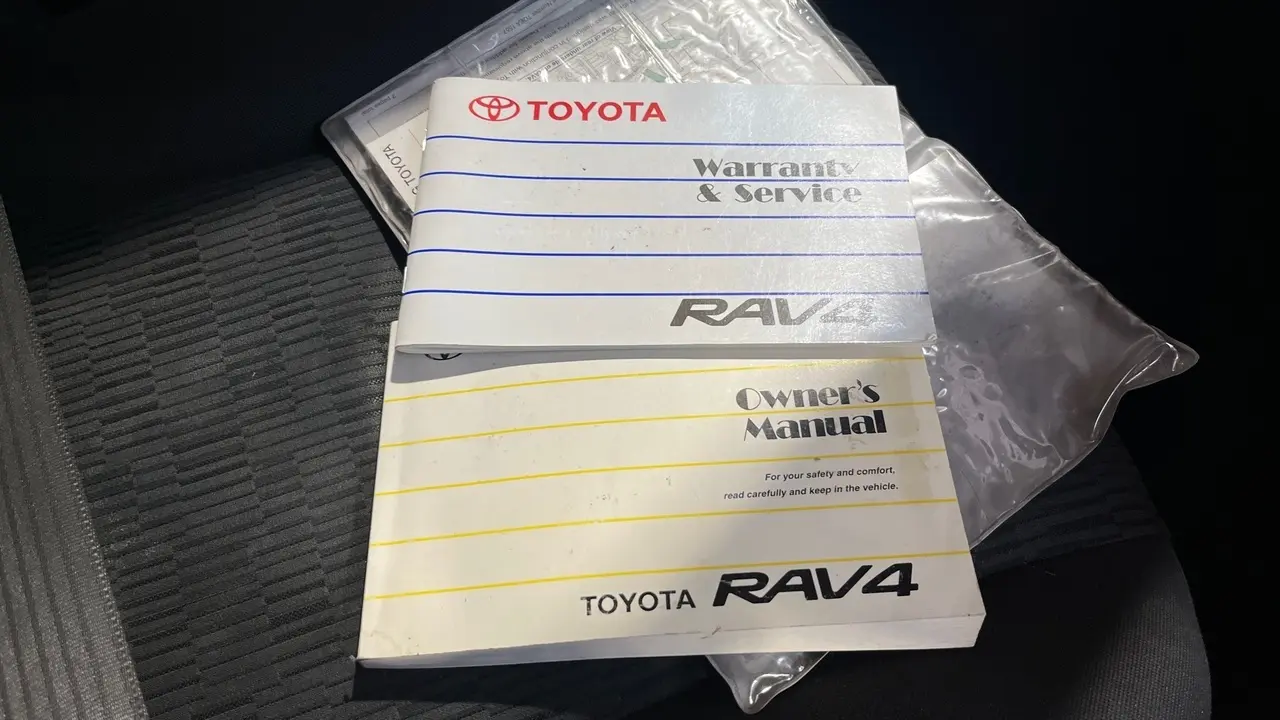 TOYOTA
Warranty
& Service
RAV4
Owner's
Manual
For your safety and comfort,
read carefully and keep in the vehicle.
TOYOTA RAV4
TOYOTA